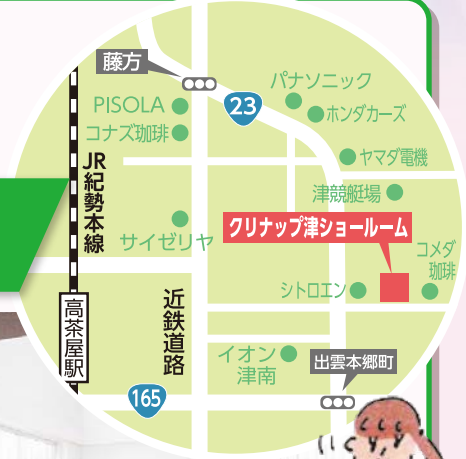 藤方
パナソニック
PISOLA
23
ホンダカーズ
コナズ珈琲
JR紀勢本線
ヤマダ電機
津競艇場
サイゼリヤ
クリナップ津ショールーム
コメダ
珈琲
シトロエン
高茶屋駅
近鉄道路
イオン
津南
出雲本郷町
165